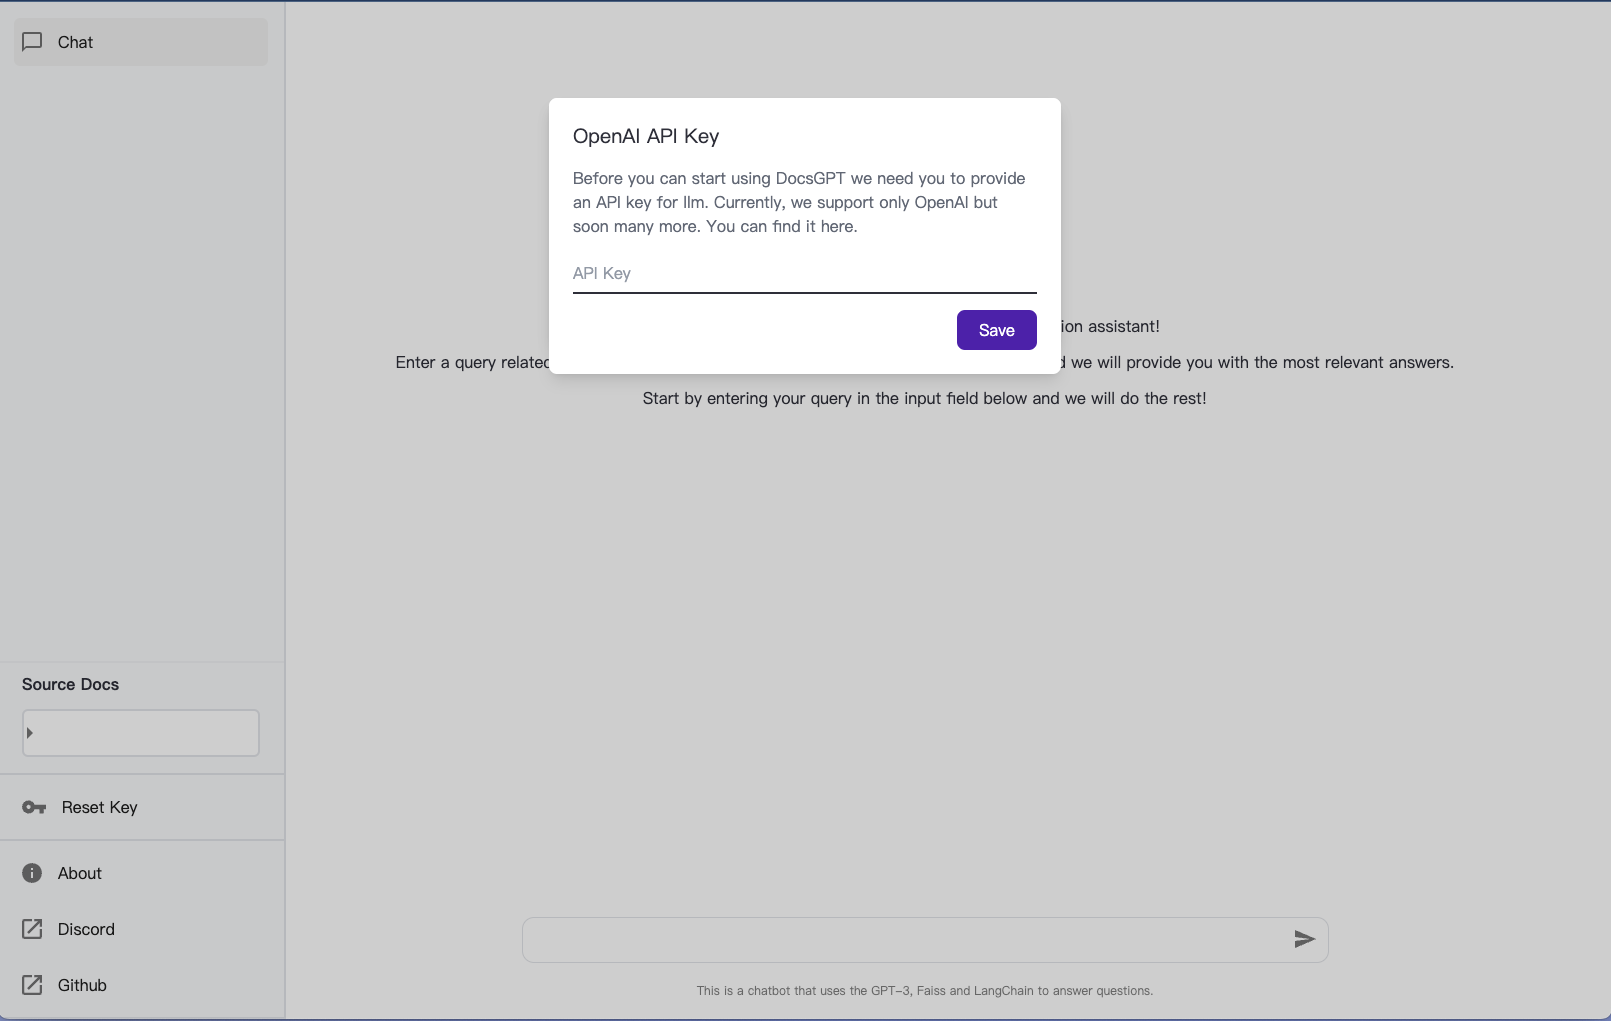 Chat
OpenAI API Key
Before you can start using DocsGPT we need you to provide
an API key for llm. Currently, we support only OpenAI but
soon many more. You can find it here.
API Key
Save
ion assistant!
Enter a query related
we will provide you with the most relevant answers.
Start by entering your query in the input field below and we will do the rest!
Source Docs
Reset Key
About
Discord
Github
This is a chatbot that uses the GPT-3, Faiss and LangChain to answer questions.